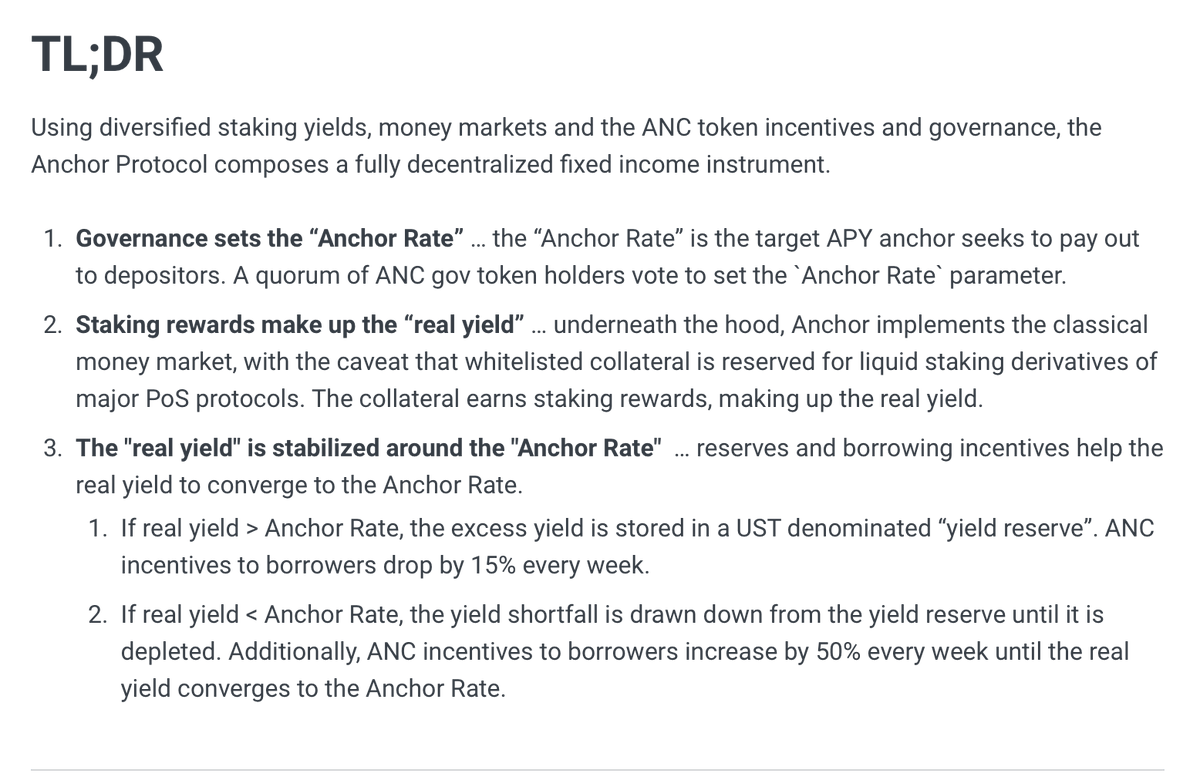 TL;DR
Using diversified staking yields, money markets and the ANC token incentives and governance, the
Anchor Protocol composes a fully decentralized fixed income instrument.
1. Governance sets the “Anchor Rate” … the “Anchor Rate” is the target APY anchor seeks to pay out
to depositors. A quorum of ANC gov token holders vote to set the `Anchor Rate` parameter.
2. Staking rewards make up the “real yield” … underneath the hood, Anchor implements the classical
money market, with the caveat that whitelisted collateral is reserved for liquid staking derivatives of
major PoS protocols. The collateral earns staking rewards, making up the real yield.
3. The "real yield" is stabilized around the "Anchor Rate" … reserves and borrowing incentives help the
real yield to converge to the Anchor Rate.
1. If real yield > Anchor Rate, the excess yield is stored in a UST denominated “yield reserve”. ANC
incentives to borrowers drop by 15% every week.
2. If real yield < Anchor Rate, the yield shortfall is drawn down from the yield reserve until it is
depleted. Additionally, ANC incentives to borrowers increase by 50% every week until the real
yield converges to the Anchor Rate.